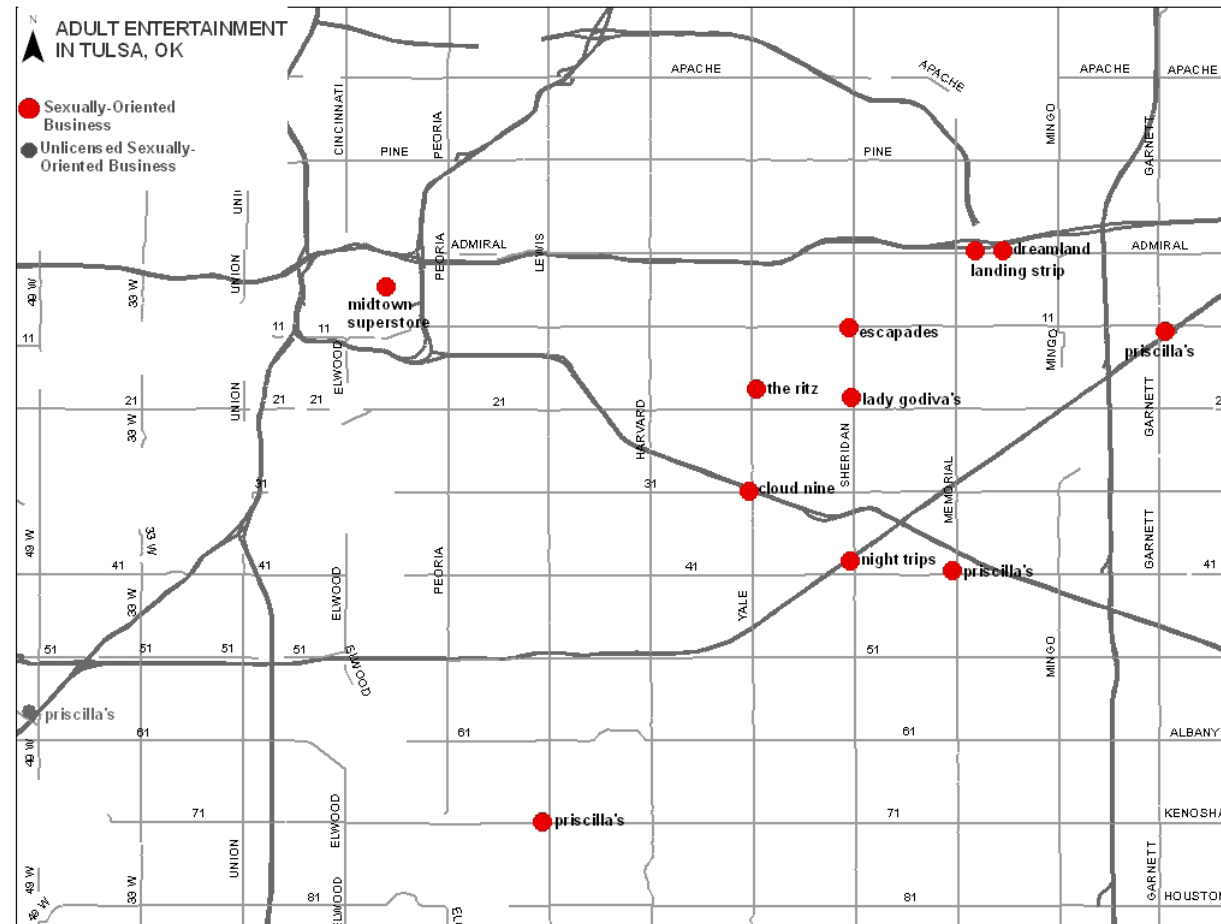 N
ADULT ENTERTAINMENT
IN TULSA, OK
Sexually-Oriented
Business
Unlicensed Sexually-
Oriented Business
APACHE
APACHE
APACHE
APACHE
CINCINNATI
PEORIA
MINGO
GARNETT
PINE
PINE
UNION
PEORIA
ADMIRAL
LEWIS
dreamland
ADMIRAL
landing strip
49 W
33 W
UNION
midtown
superstore
11
11
11
11
escapades
MINGO
priscilla's
ELWOOD
the ritz
lady godiva's
21
33 W
UNION
21
21
21
HARVARD
SHERIDAN
GARNETT
2
31
31
cloud nine
MEMORIAL
49 W
33 W
PEORIA
GARNETT
41
41
41
41
night trips
priscilla's
33 W
ELWOOD
YALE
51
51
51
51
51
MINGO
ELWOOD
priscilla's
49 W
61
61
61
ALBANY
71
ELWOOD
priscilla's
71
KENOSHA
UNION
GARNETT
49 W
33 W
49 W
81
ELWOOD
81
HOUSTON